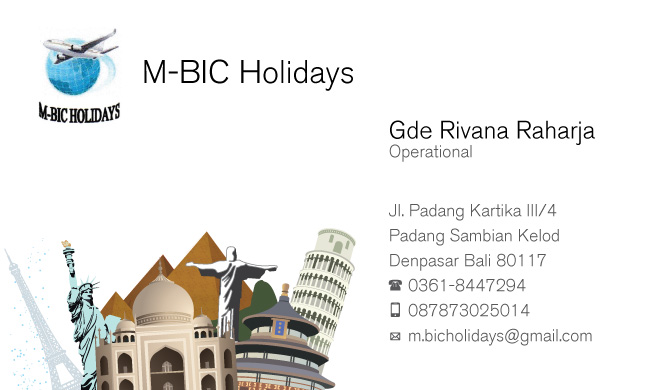 M-BIC HOLIDAYS
M-BIC Holidays
Gde Rivana Raharja
Operational
Jl. Padang Kartika III/4
Padang Sambian Kelod
Denpasar Bali 80117
0361-8447294
087873025014
m.bicholidays@gmail.com